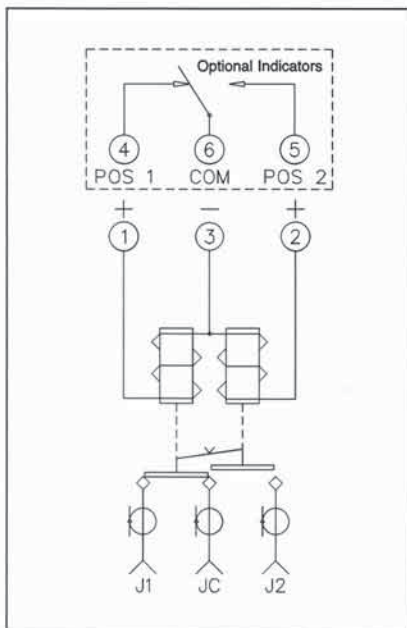 Optional Indicators
4 6 5
POS 1 COM POS 2
+ − +
1 3 2
J1 JC J2